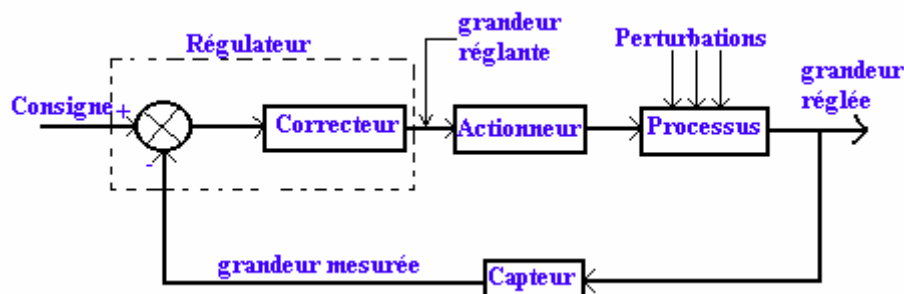 Régulateur
grandeur
réglante
Perturbations
grandeur
réglée
Consigne +
-
Correcteur
Actionneur
Processus
grandeur mesurée
Capteur